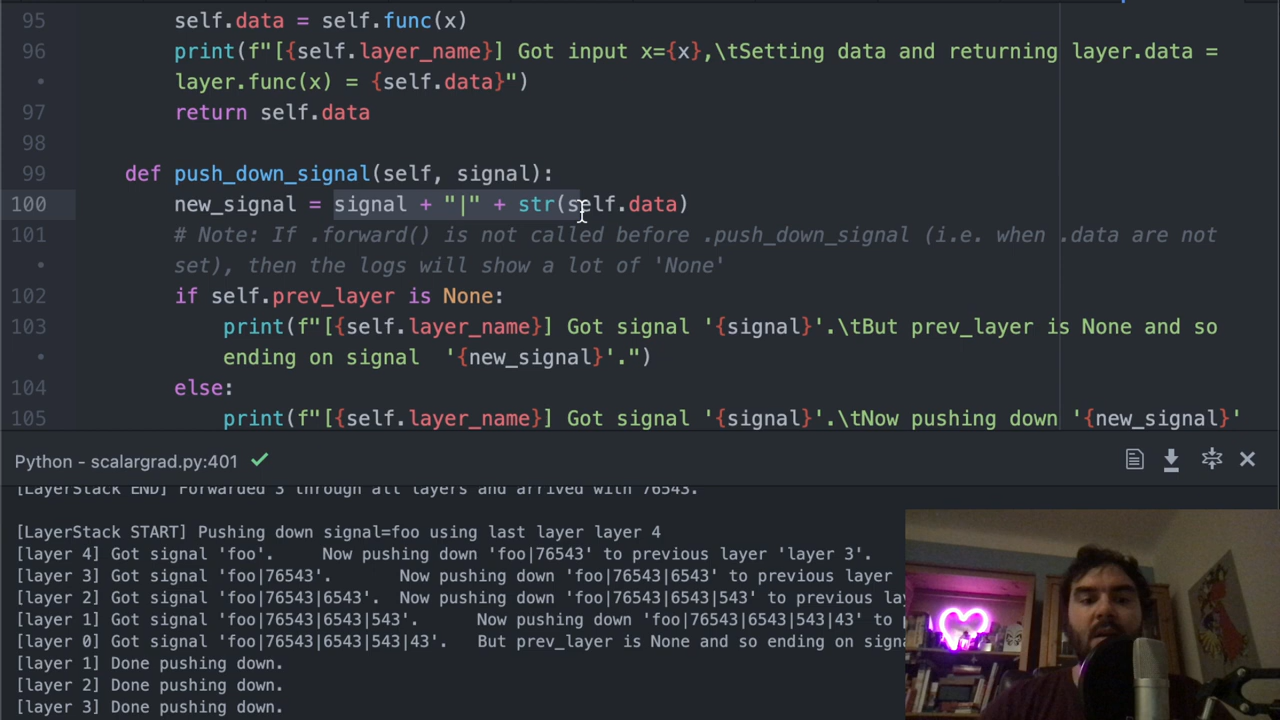 95 self.data = self.func(x)
96 print(f"[{self.layer_name}] Got input x={x},\tSetting data and returning layer.data =
• layer.func(x) = {self.data}")
97 return self.data
98
99 def push_down_signal(self, signal):
100 new_signal = signal + "|" + str(self.data)
101 # Note: If .forward() is not called before .push_down_signal (i.e. when .data are not
• set), then the logs will show a lot of 'None'
102 if self.prev_layer is None:
103 print(f"[{self.layer_name}] Got signal '{signal}'.\tBut prev_layer is None and so
• ending on signal  '{new_signal}'.")
104 else:
105 print(f"[{self.layer_name}] Got signal '{signal}'.\tNow pushing down '{new_signal}'
Python - scalargrad.py:401
[LayerStack END] Forwarded 3 through all layers and arrived with 76543.
[LayerStack START] Pushing down signal=foo using last layer layer 4
[layer 4] Got signal 'foo'. Now pushing down 'foo|76543' to previous layer 'layer 3'.
[layer 3] Got signal 'foo|76543'. Now pushing down 'foo|76543|6543' to previous layer
[layer 2] Got signal 'foo|76543|6543'. Now pushing down 'foo|76543|6543|543' to previous
[layer 1] Got signal 'foo|76543|6543|543'. Now pushing down 'foo|76543|6543|543|43' to
[layer 0] Got signal 'foo|76543|6543|543|43'. But prev_layer is None and so ending on
[layer 1] Done pushing down.
[layer 2] Done pushing down.
[layer 3] Done pushing down.